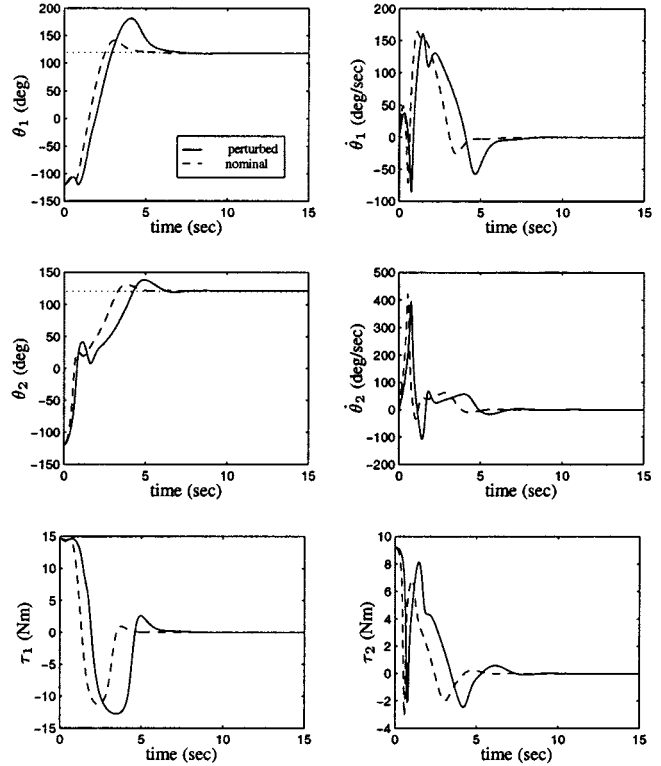 200
150
100
50
0
−50
−100
−150
θ₁ (deg)
perturbed
nominal
0 5 10 15
time (sec)
200
150
100
50
0
−50
−100
θ̇₁ (deg/sec)
0 5 10 15
time (sec)
150
100
50
0
−50
−100
−150
θ₂ (deg)
0 5 10 15
time (sec)
500
400
300
200
100
0
−100
−200
θ̇₂ (deg/sec)
0 5 10 15
time (sec)
15
10
5
0
−5
−10
−15
τ₁ (Nm)
0 5 10 15
time (sec)
10
8
6
4
2
0
−2
−4
τ₂ (Nm)
0 5 10 15
time (sec)